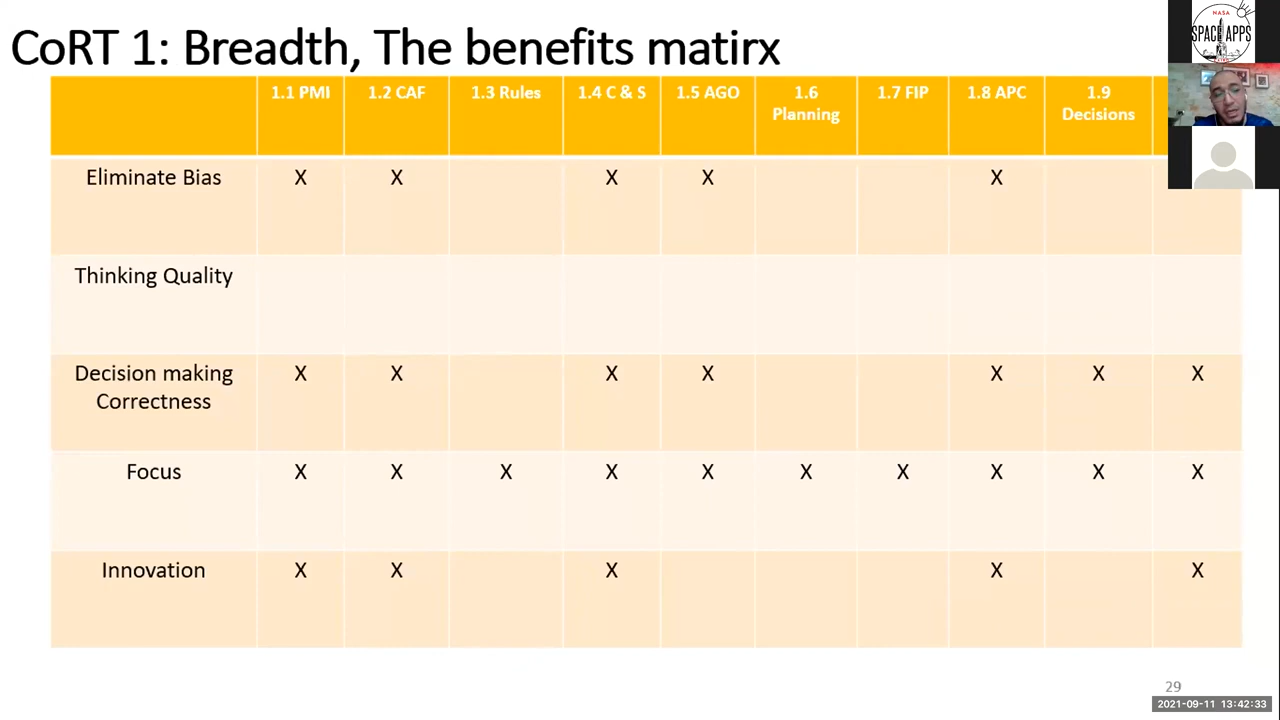 CoRT 1: Breadth, The benefits matirx
NASA
SPACE APPS
1.1 PMI 1.2 CAF 1.3 Rules 1.4 C & S 1.5 AGO 1.6 Planning 1.7 FIP 1.8 APC 1.9 Decisions
Eliminate Bias X X X X X
Thinking Quality
Decision making Correctness X X X X X X X
Focus X X X X X X X X X X
Innovation X X X X X
29
2021-09-11 13:42:33